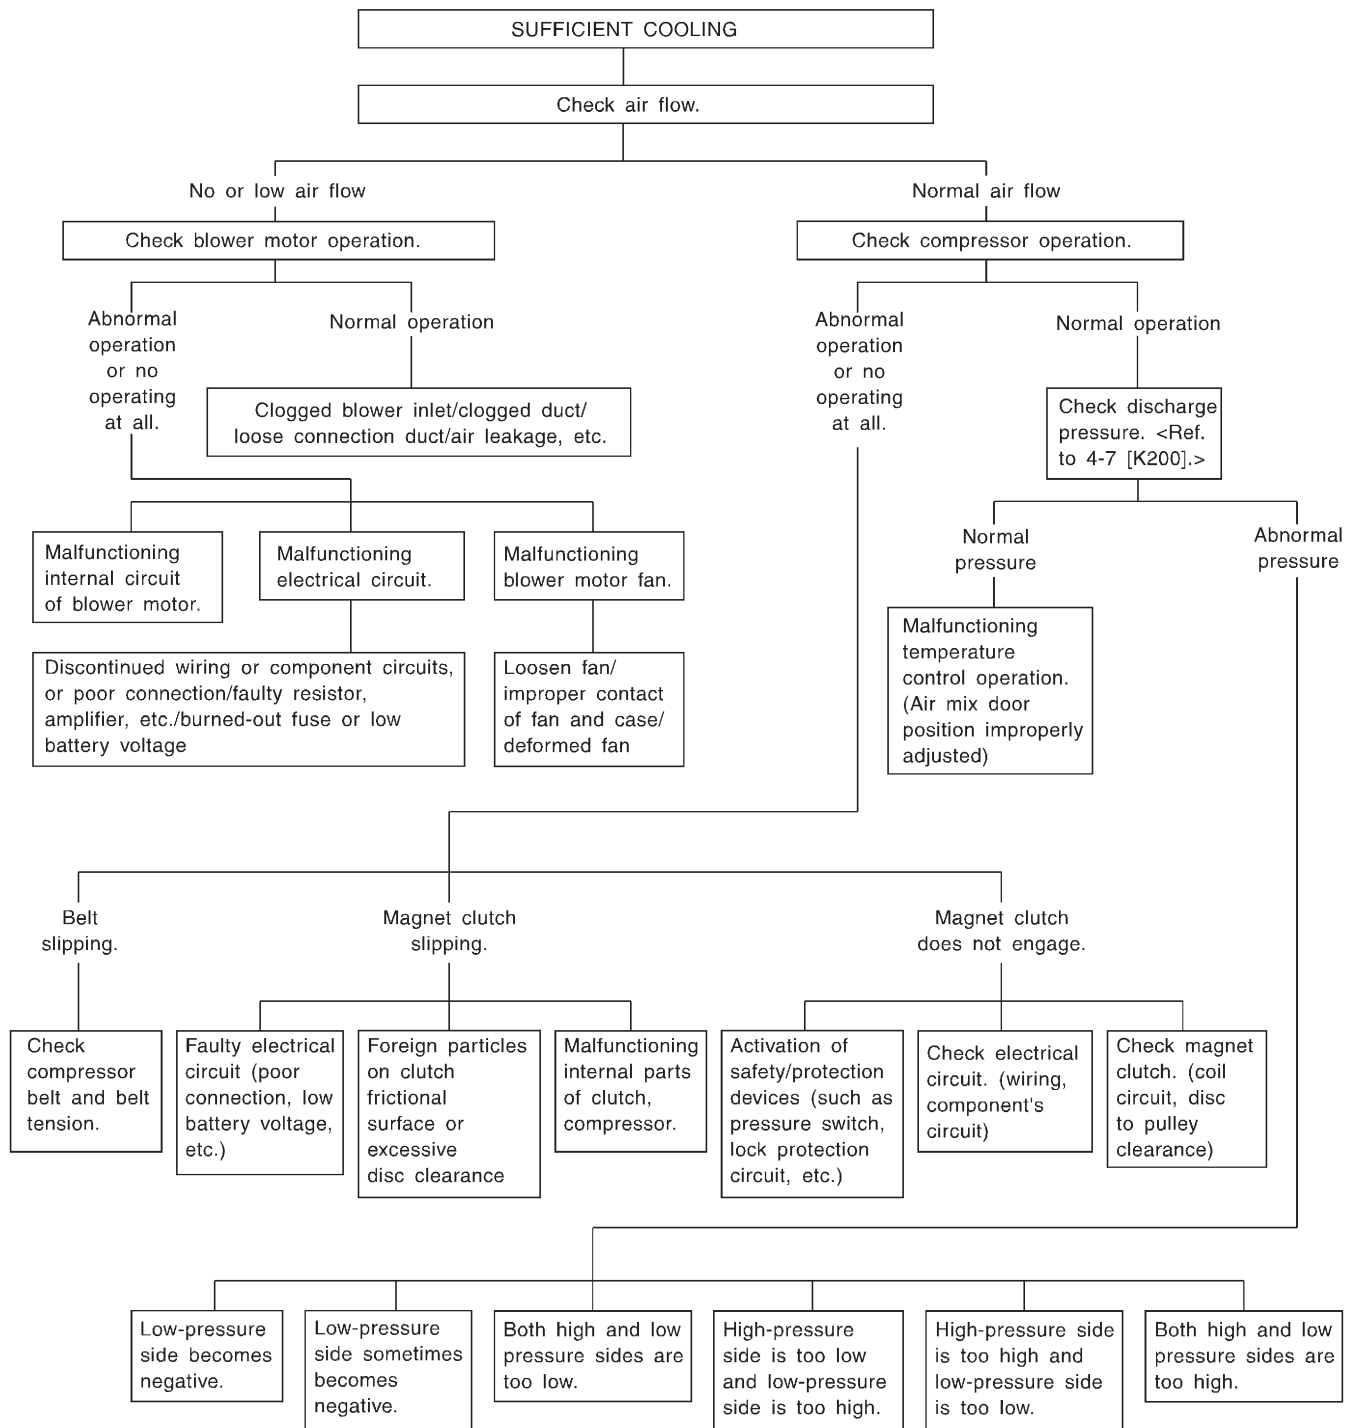 SUFFICIENT COOLING
Check air flow.
No or low air flow
Normal air flow
Check blower motor operation.
Check compressor operation.
Abnormal
operation
or no
operating
at all.
Normal operation
Abnormal
operation
or no
operating
at all.
Normal operation
Clogged blower inlet/clogged duct/
loose connection duct/air leakage, etc.
Check discharge
pressure. <Ref.
to 4-7 [K200].>
Normal
pressure
Abnormal
pressure
Malfunctioning
internal circuit
of blower motor.
Malfunctioning
electrical circuit.
Malfunctioning
blower motor fan.
Malfunctioning
temperature
control operation.
(Air mix door
position improperly
adjusted)
Discontinued wiring or component circuits,
or poor connection/faulty resistor,
amplifier, etc./burned-out fuse or low
battery voltage
Loosen fan/
improper contact
of fan and case/
deformed fan
Belt
slipping.
Magnet clutch
slipping.
Magnet clutch
does not engage.
Check
compressor
belt and belt
tension.
Faulty electrical
circuit (poor
connection, low
battery voltage,
etc.)
Foreign particles
on clutch
frictional
surface or
excessive
disc clearance
Malfunctioning
internal parts
of clutch,
compressor.
Activation of
safety/protection
devices (such as
pressure switch,
lock protection
circuit, etc.)
Check electrical
circuit. (wiring,
component's
circuit)
Check magnet
clutch. (coil
circuit, disc
to pulley
clearance)
Low-pressure
side becomes
negative.
Low-pressure
side sometimes
becomes
negative.
Both high and low
pressure sides are
too low.
High-pressure
side is too low
and low-pressure
side is too high.
High-pressure side
is too high and
low-pressure side
is too low.
Both high and low
pressure sides are
too high.